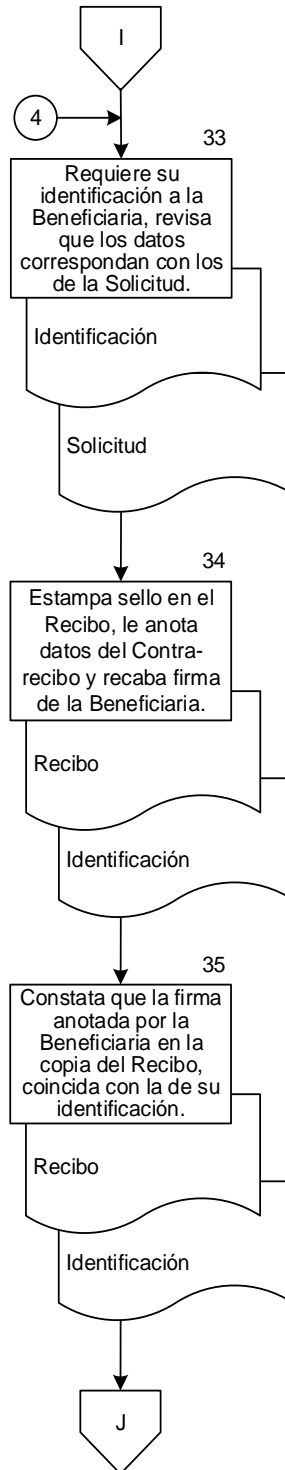 I
4
33
Requiere su
identificación a la
Beneficiaria, revisa
que los datos
correspondan con los
de la Solicitud.
Identificación
Solicitud
34
Estampa sello en el
Recibo, le anota
datos del Contra-
recibo y recaba firma
de la Beneficiaria.
Recibo
Identificación
35
Constata que la firma
anotada por la
Beneficiaria en la
copia del Recibo,
coincida con la de su
identificación.
Recibo
Identificación
J